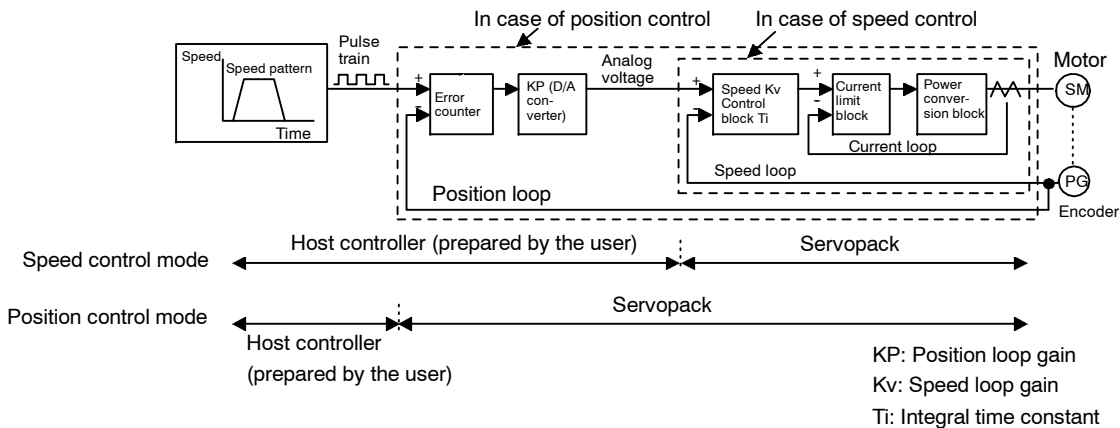 In case of position control
In case of speed control
Speed
Speed pattern
Time
Pulse
train
+
-
Error
counter
KP (D/A
con-
verter)
Analog
voltage
+
-
Speed Kv
Control
block Ti
+
-
Current
limit
block
Power
conver-
sion block
Motor
SM
Current loop
Speed loop
Position loop
PG
Encoder
Host controller (prepared by the user)
Servopack
Speed control mode
Servopack
Position control mode
Host controller
(prepared by the user)
KP: Position loop gain
Kv: Speed loop gain
Ti: Integral time constant